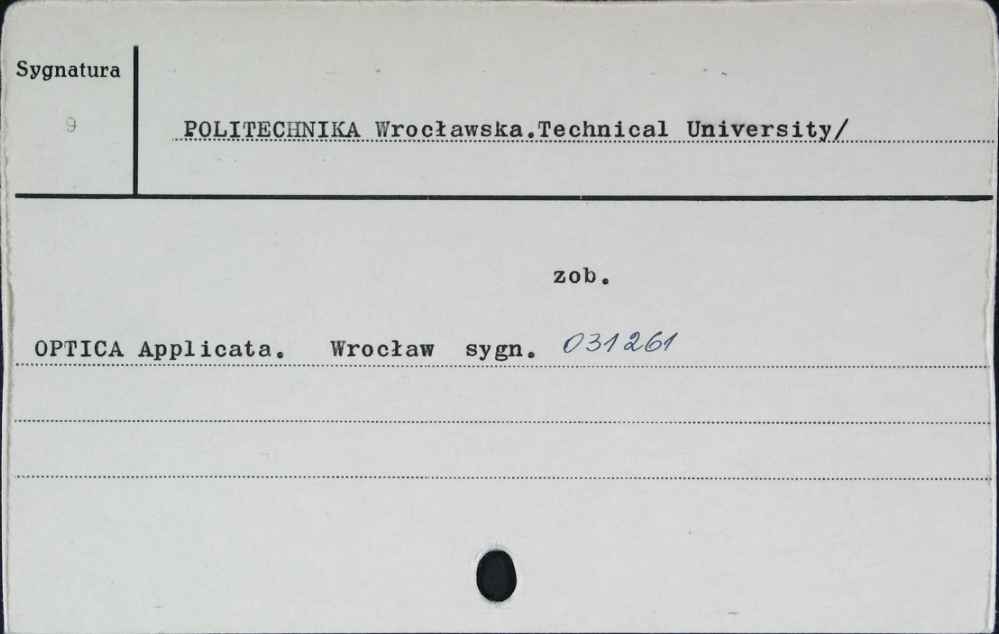 Sygnatura
9
POLITECHNIKA Wrocławska.Technical University/
zob.
OPTICA Applicata. Wrocław sygn. 031261